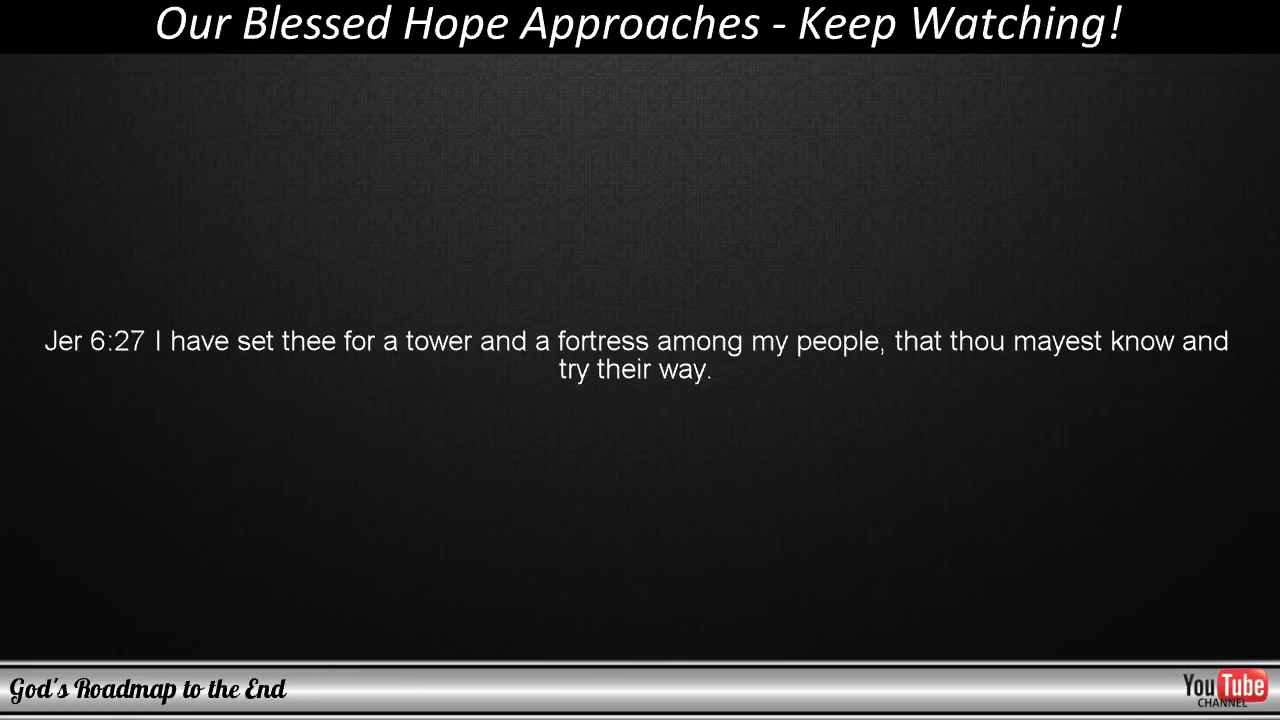 Our Blessed Hope Approaches - Keep Watching!
Jer 6:27 I have set thee for a tower and a fortress among my people, that thou mayest know and
try their way.
God's Roadmap to the End
YouTube
CHANNEL